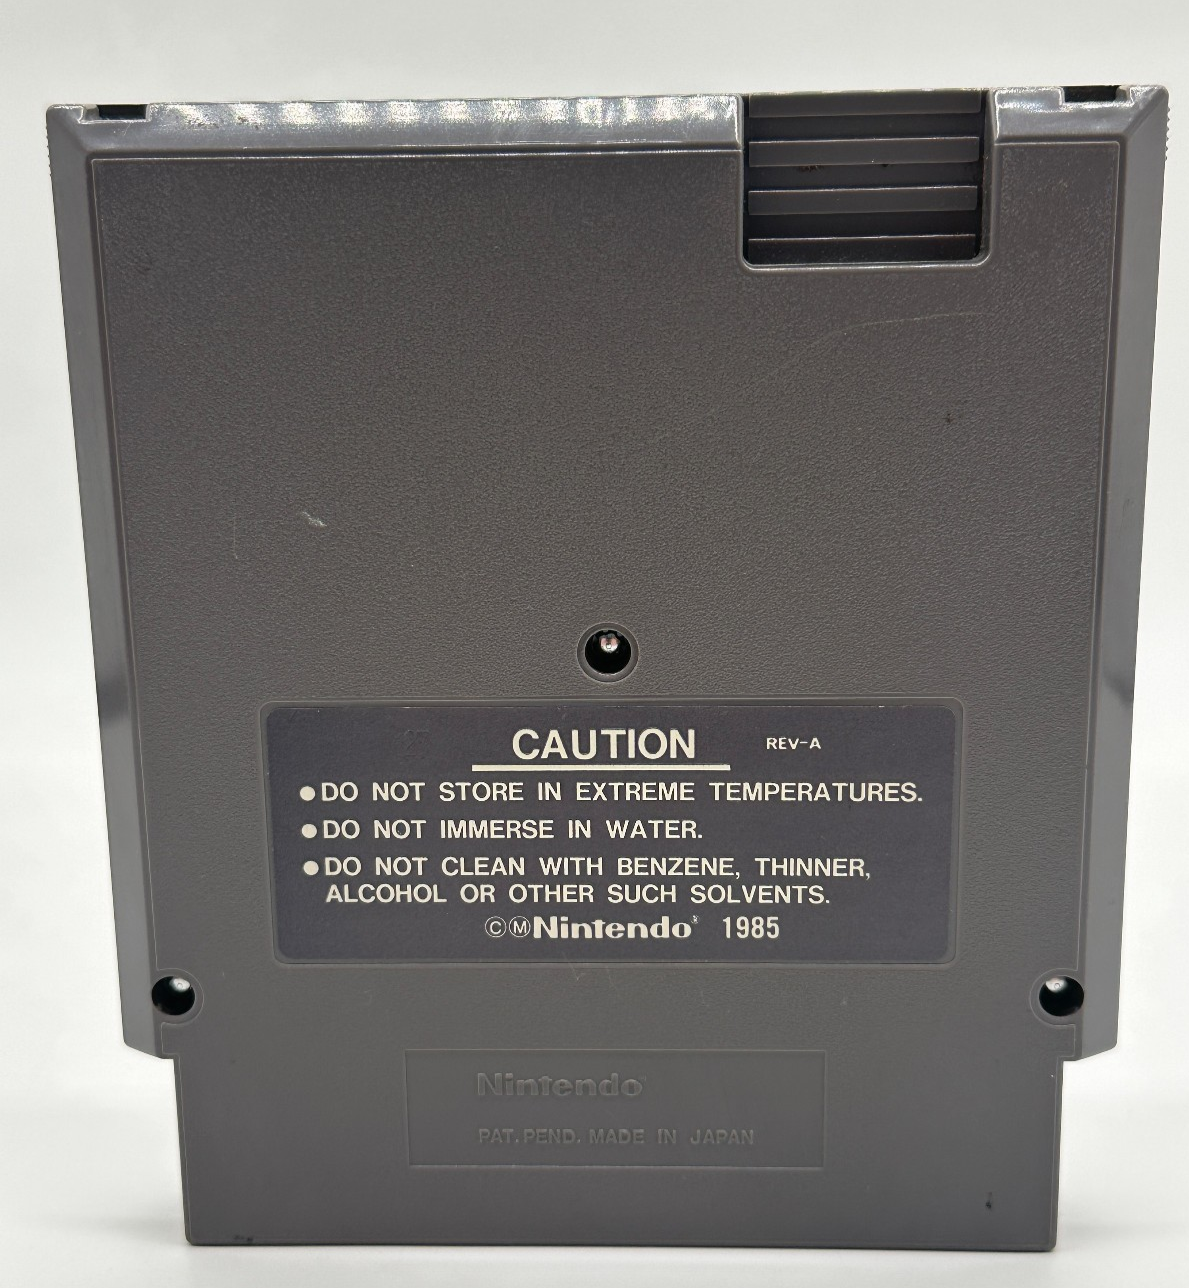 CAUTION REV-A
●DO NOT STORE IN EXTREME TEMPERATURES.
●DO NOT IMMERSE IN WATER.
●DO NOT CLEAN WITH BENZENE, THINNER,
ALCOHOL OR OTHER SUCH SOLVENTS.
ⒸⓂNintendo® 1985
Nintendo
PAT. PEND. MADE IN JAPAN